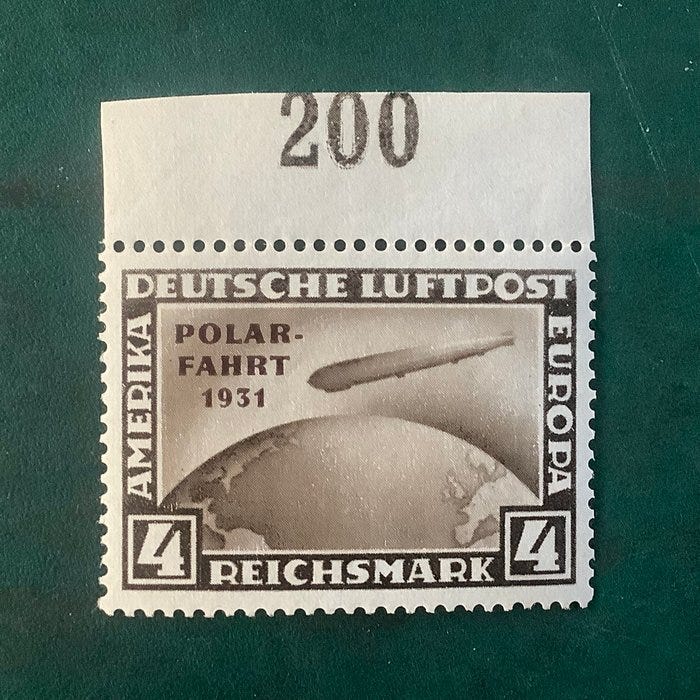 200
DEUTSCHE LUFTPOST
AMERIKA
EUROPA
POLAR-
FAHRT
1931
4
REICHSMARK
4